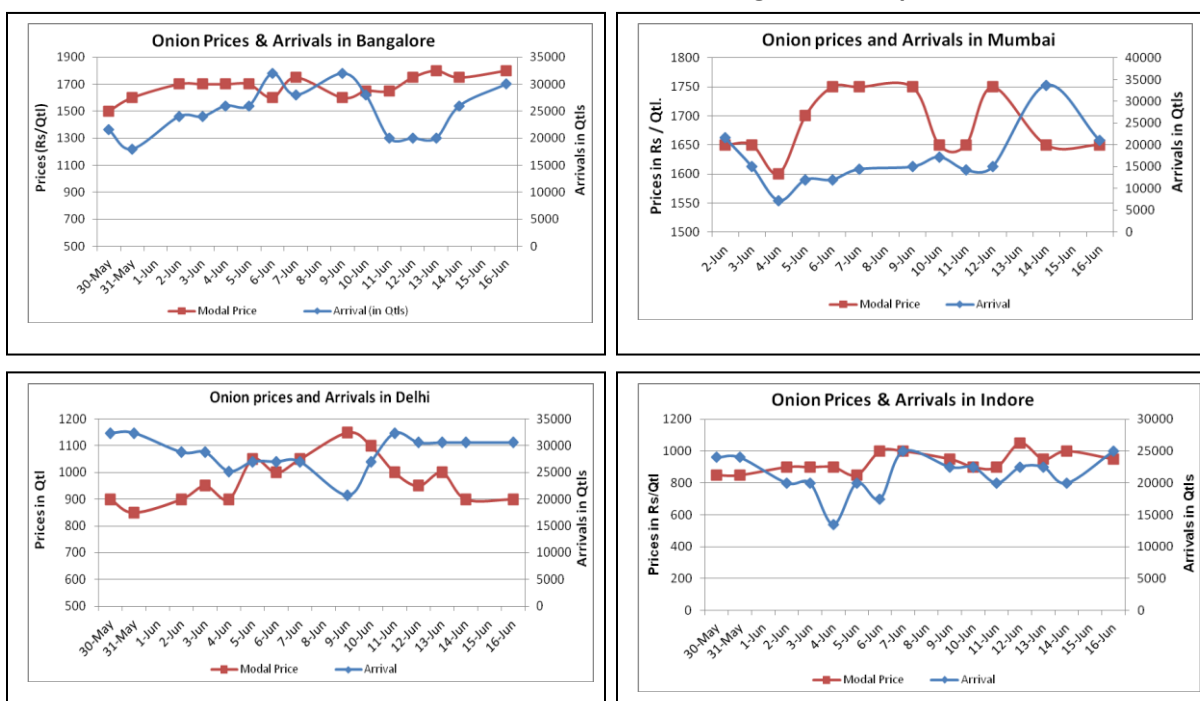 Onion Prices & Arrivals in Bangalore
Prices (Rs/Qtl)
1900
1700
1500
1300
1100
900
700
500
35000
30000
25000
20000
15000
10000
5000
0
Arrivals in Qtls
30-May
31-May
1-Jun
2-Jun
3-Jun
4-Jun
5-Jun
6-Jun
7-Jun
8-Jun
9-Jun
10-Jun
11-Jun
12-Jun
13-Jun
14-Jun
15-Jun
16-Jun
Modal Price Arrival (in Qtls)
Onion prices and Arrivals in Mumbai
Prices in Rs / Qtl.
1800
1750
1700
1650
1600
1550
1500
40000
35000
30000
25000
20000
15000
10000
5000
0
Arrivals in Qtls
2-Jun
3-Jun
4-Jun
5-Jun
6-Jun
7-Jun
8-Jun
9-Jun
10-Jun
11-Jun
12-Jun
13-Jun
14-Jun
15-Jun
16-Jun
Modal Price Arrival
Onion prices and Arrivals in Delhi
Prices in Qtl
1200
1100
1000
900
800
700
600
500
35000
30000
25000
20000
15000
10000
5000
0
Arrivals in Qtls
30-May
31-May
1-Jun
2-Jun
3-Jun
4-Jun
5-Jun
6-Jun
7-Jun
8-Jun
9-Jun
10-Jun
11-Jun
12-Jun
13-Jun
14-Jun
15-Jun
16-Jun
Modal Price Arrival
Onion Prices & Arrivals in Indore
Prices in Rs/Qtl
1200
1000
800
600
400
200
0
30000
25000
20000
15000
10000
5000
0
Arrivals in Qtls
30-May
31-May
1-Jun
2-Jun
3-Jun
4-Jun
5-Jun
6-Jun
7-Jun
8-Jun
9-Jun
10-Jun
11-Jun
12-Jun
13-Jun
14-Jun
15-Jun
16-Jun
Modal Price Arrival